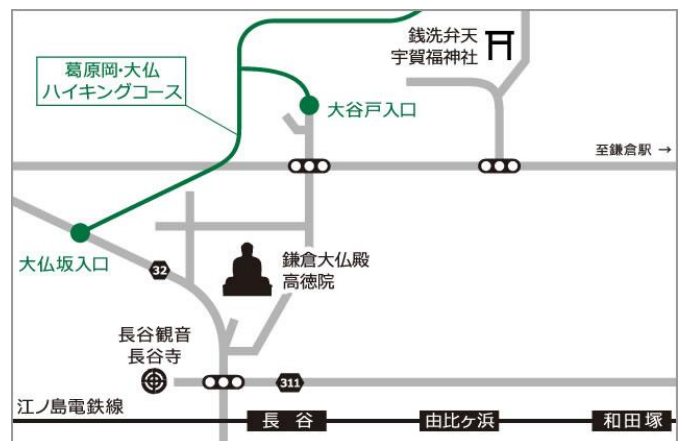 銭洗弁天
宇賀福神社
葛原岡・大仏
ハイキングコース
大谷戸入口
至鎌倉駅 →
大仏坂入口
32
鎌倉大仏殿
高徳院
長谷観音
長谷寺
311
江ノ島電鉄線
長 谷
由比ヶ浜
和田塚